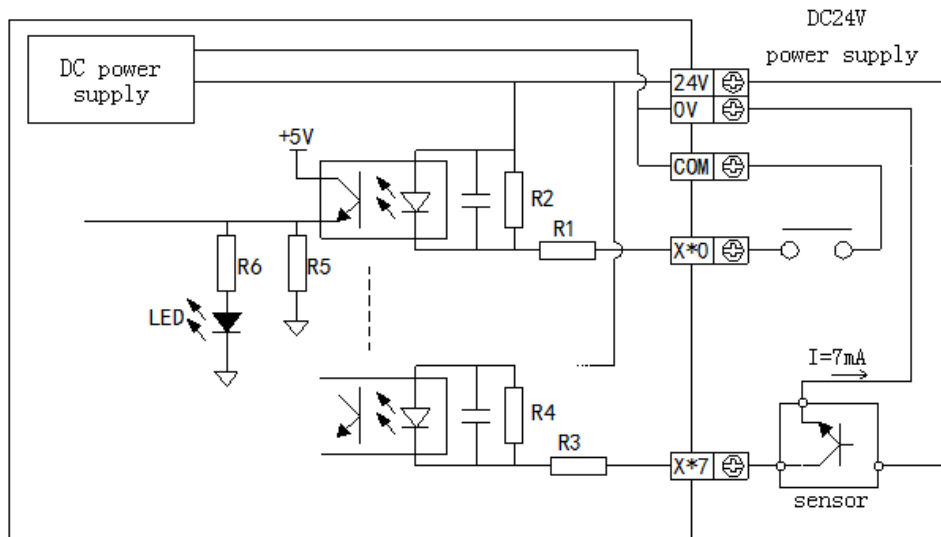 DC24V
power supply
DC power
supply
24V
0V
+5V
COM
R2
R1
X*0
R6
R5
LED
I=7mA
R4
R3
X*7
sensor